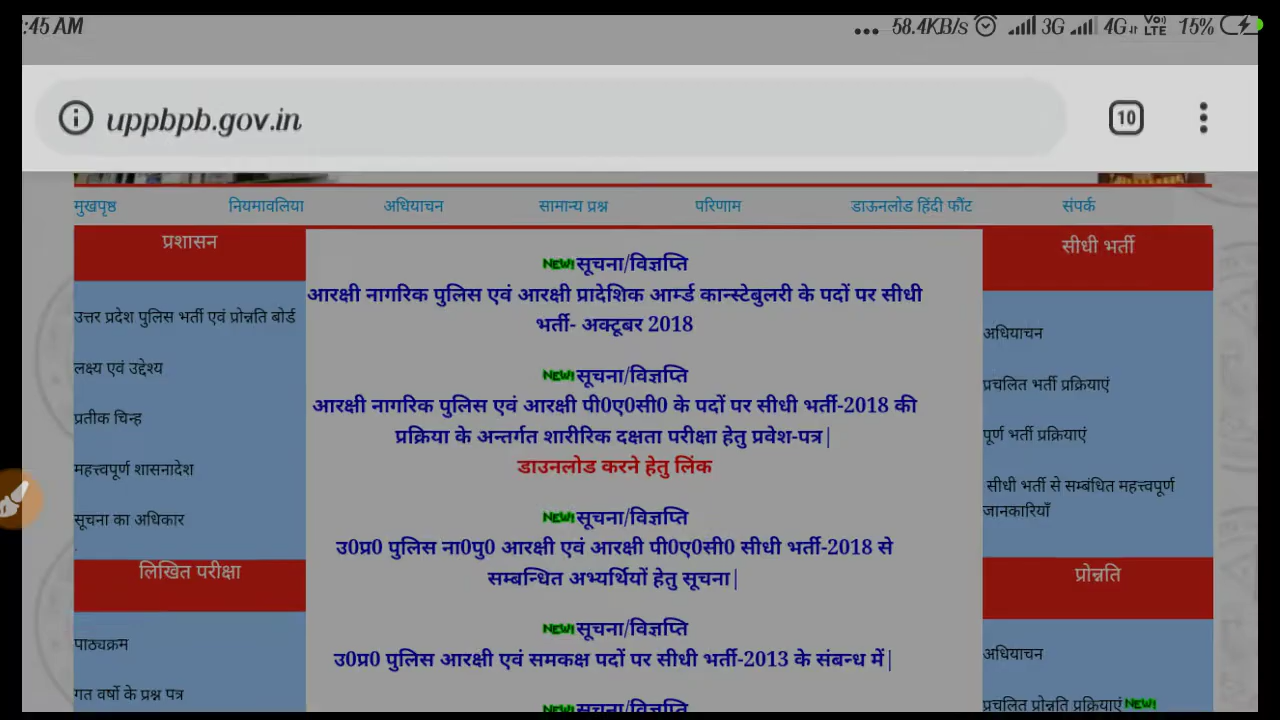 :45 AM
... 58.4KB/s 3G 4G VoD LTE 15%
uppbpb.gov.in
10
मुखपृष्ठ नियमावलिया अधियाचन सामान्य प्रश्न परिणाम डाऊनलोड हिंदी फौंट संपर्क
प्रशासन
उत्तर प्रदेश पुलिस भर्ती एवं प्रोन्नति बोर्ड
लक्ष्य एवं उद्देश्य
प्रतीक चिन्ह
महत्त्वपूर्ण शासनादेश
सूचना का अधिकार
लिखित परीक्षा
पाठ्यक्रम
गत वर्षो के प्रश्न पत्र
NEW! सूचना/विज्ञप्ति
आरक्षी नागरिक पुलिस एवं आरक्षी प्रादेशिक आर्म्ड कान्स्टेबुलरी के पदों पर सीधी
भर्ती- अक्टूबर 2018
NEW! सूचना/विज्ञप्ति
आरक्षी नागरिक पुलिस एवं आरक्षी पी0ए0सी0 के पदों पर सीधी भर्ती-2018 की
प्रक्रिया के अन्तर्गत शारीरिक दक्षता परीक्षा हेतु प्रवेश-पत्र|
डाउनलोड करने हेतु लिंक
NEW! सूचना/विज्ञप्ति
उ0प्र0 पुलिस ना0पु0 आरक्षी एवं आरक्षी पी0ए0सी0 सीधी भर्ती-2018 से
सम्बन्धित अभ्यर्थियों हेतु सूचना|
NEW! सूचना/विज्ञप्ति
उ0प्र0 पुलिस आरक्षी एवं समकक्ष पदों पर सीधी भर्ती-2013 के संबन्ध में|
NEW! सूचना/विज्ञप्ति
सीधी भर्ती
अधियाचन
प्रचलित भर्ती प्रक्रियाएं
पूर्ण भर्ती प्रक्रियाएं
सीधी भर्ती से सम्बंधित महत्त्वपूर्ण
जानकारियाँ
प्रोन्नति
अधियाचन
प्रचलित प्रोन्नति प्रक्रियाएं NEW!